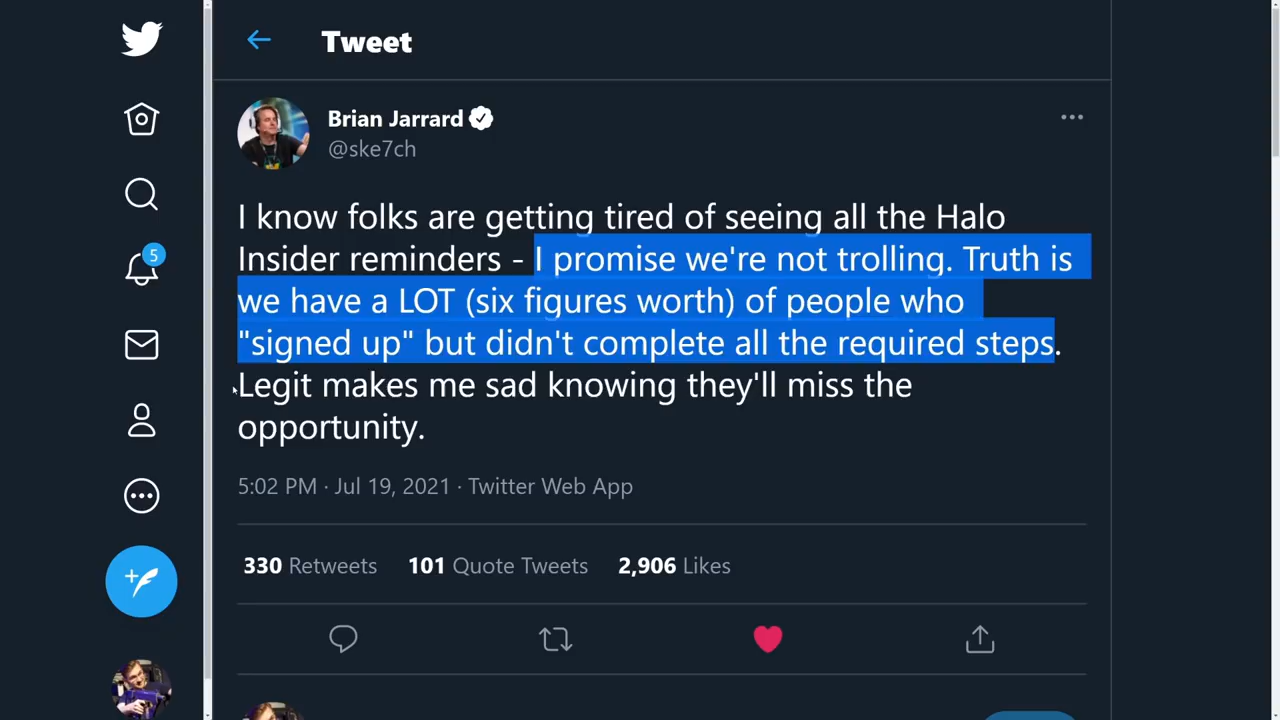 Tweet
Brian Jarrard
@ske7ch
I know folks are getting tired of seeing all the Halo
Insider reminders - I promise we're not trolling. Truth is
we have a LOT (six figures worth) of people who
"signed up" but didn't complete all the required steps.
Legit makes me sad knowing they'll miss the
opportunity.
5:02 PM · Jul 19, 2021 · Twitter Web App
330 Retweets 101 Quote Tweets 2,906 Likes
5